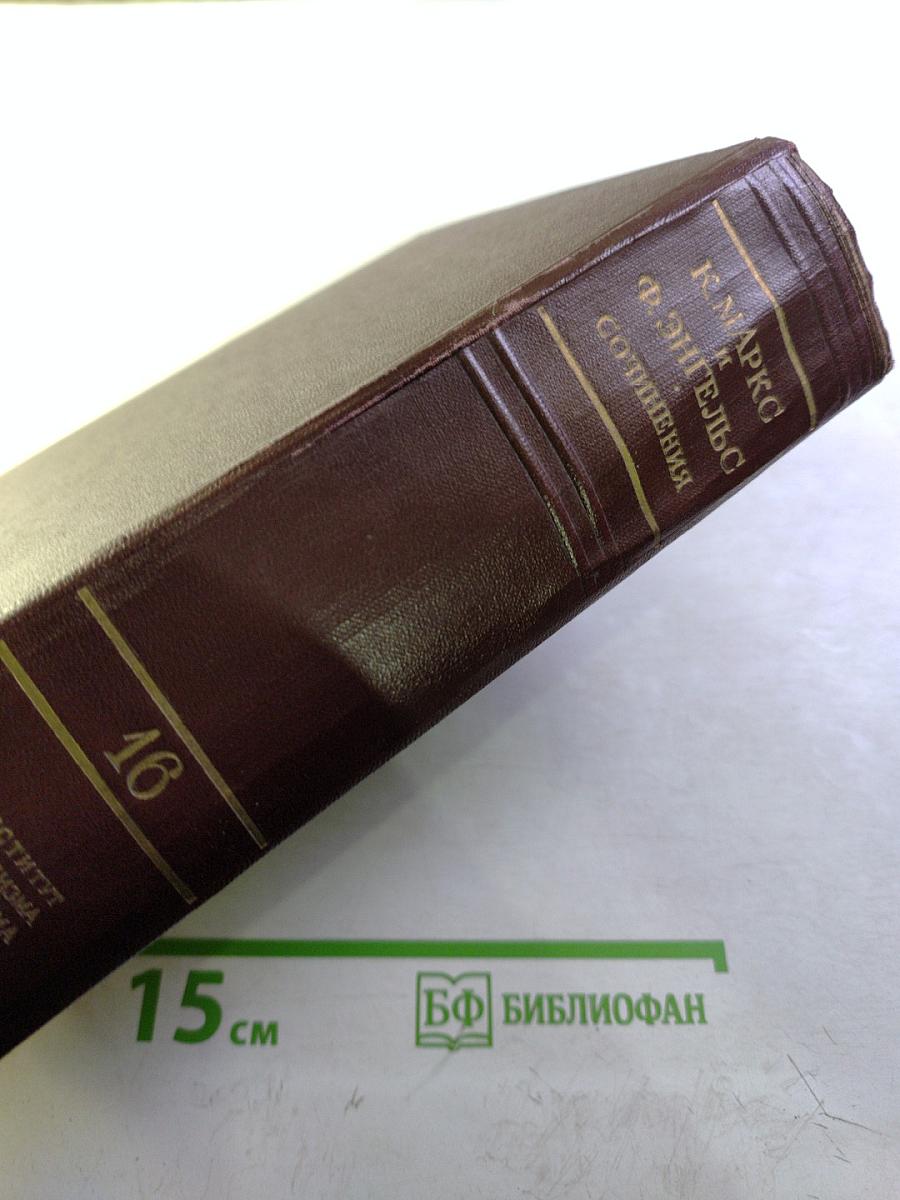 К. МАРКС
И
Ф. ЭНГЕЛЬС
СОЧИНЕНИЯ
16
15 см
БФ БИБЛИОФАН